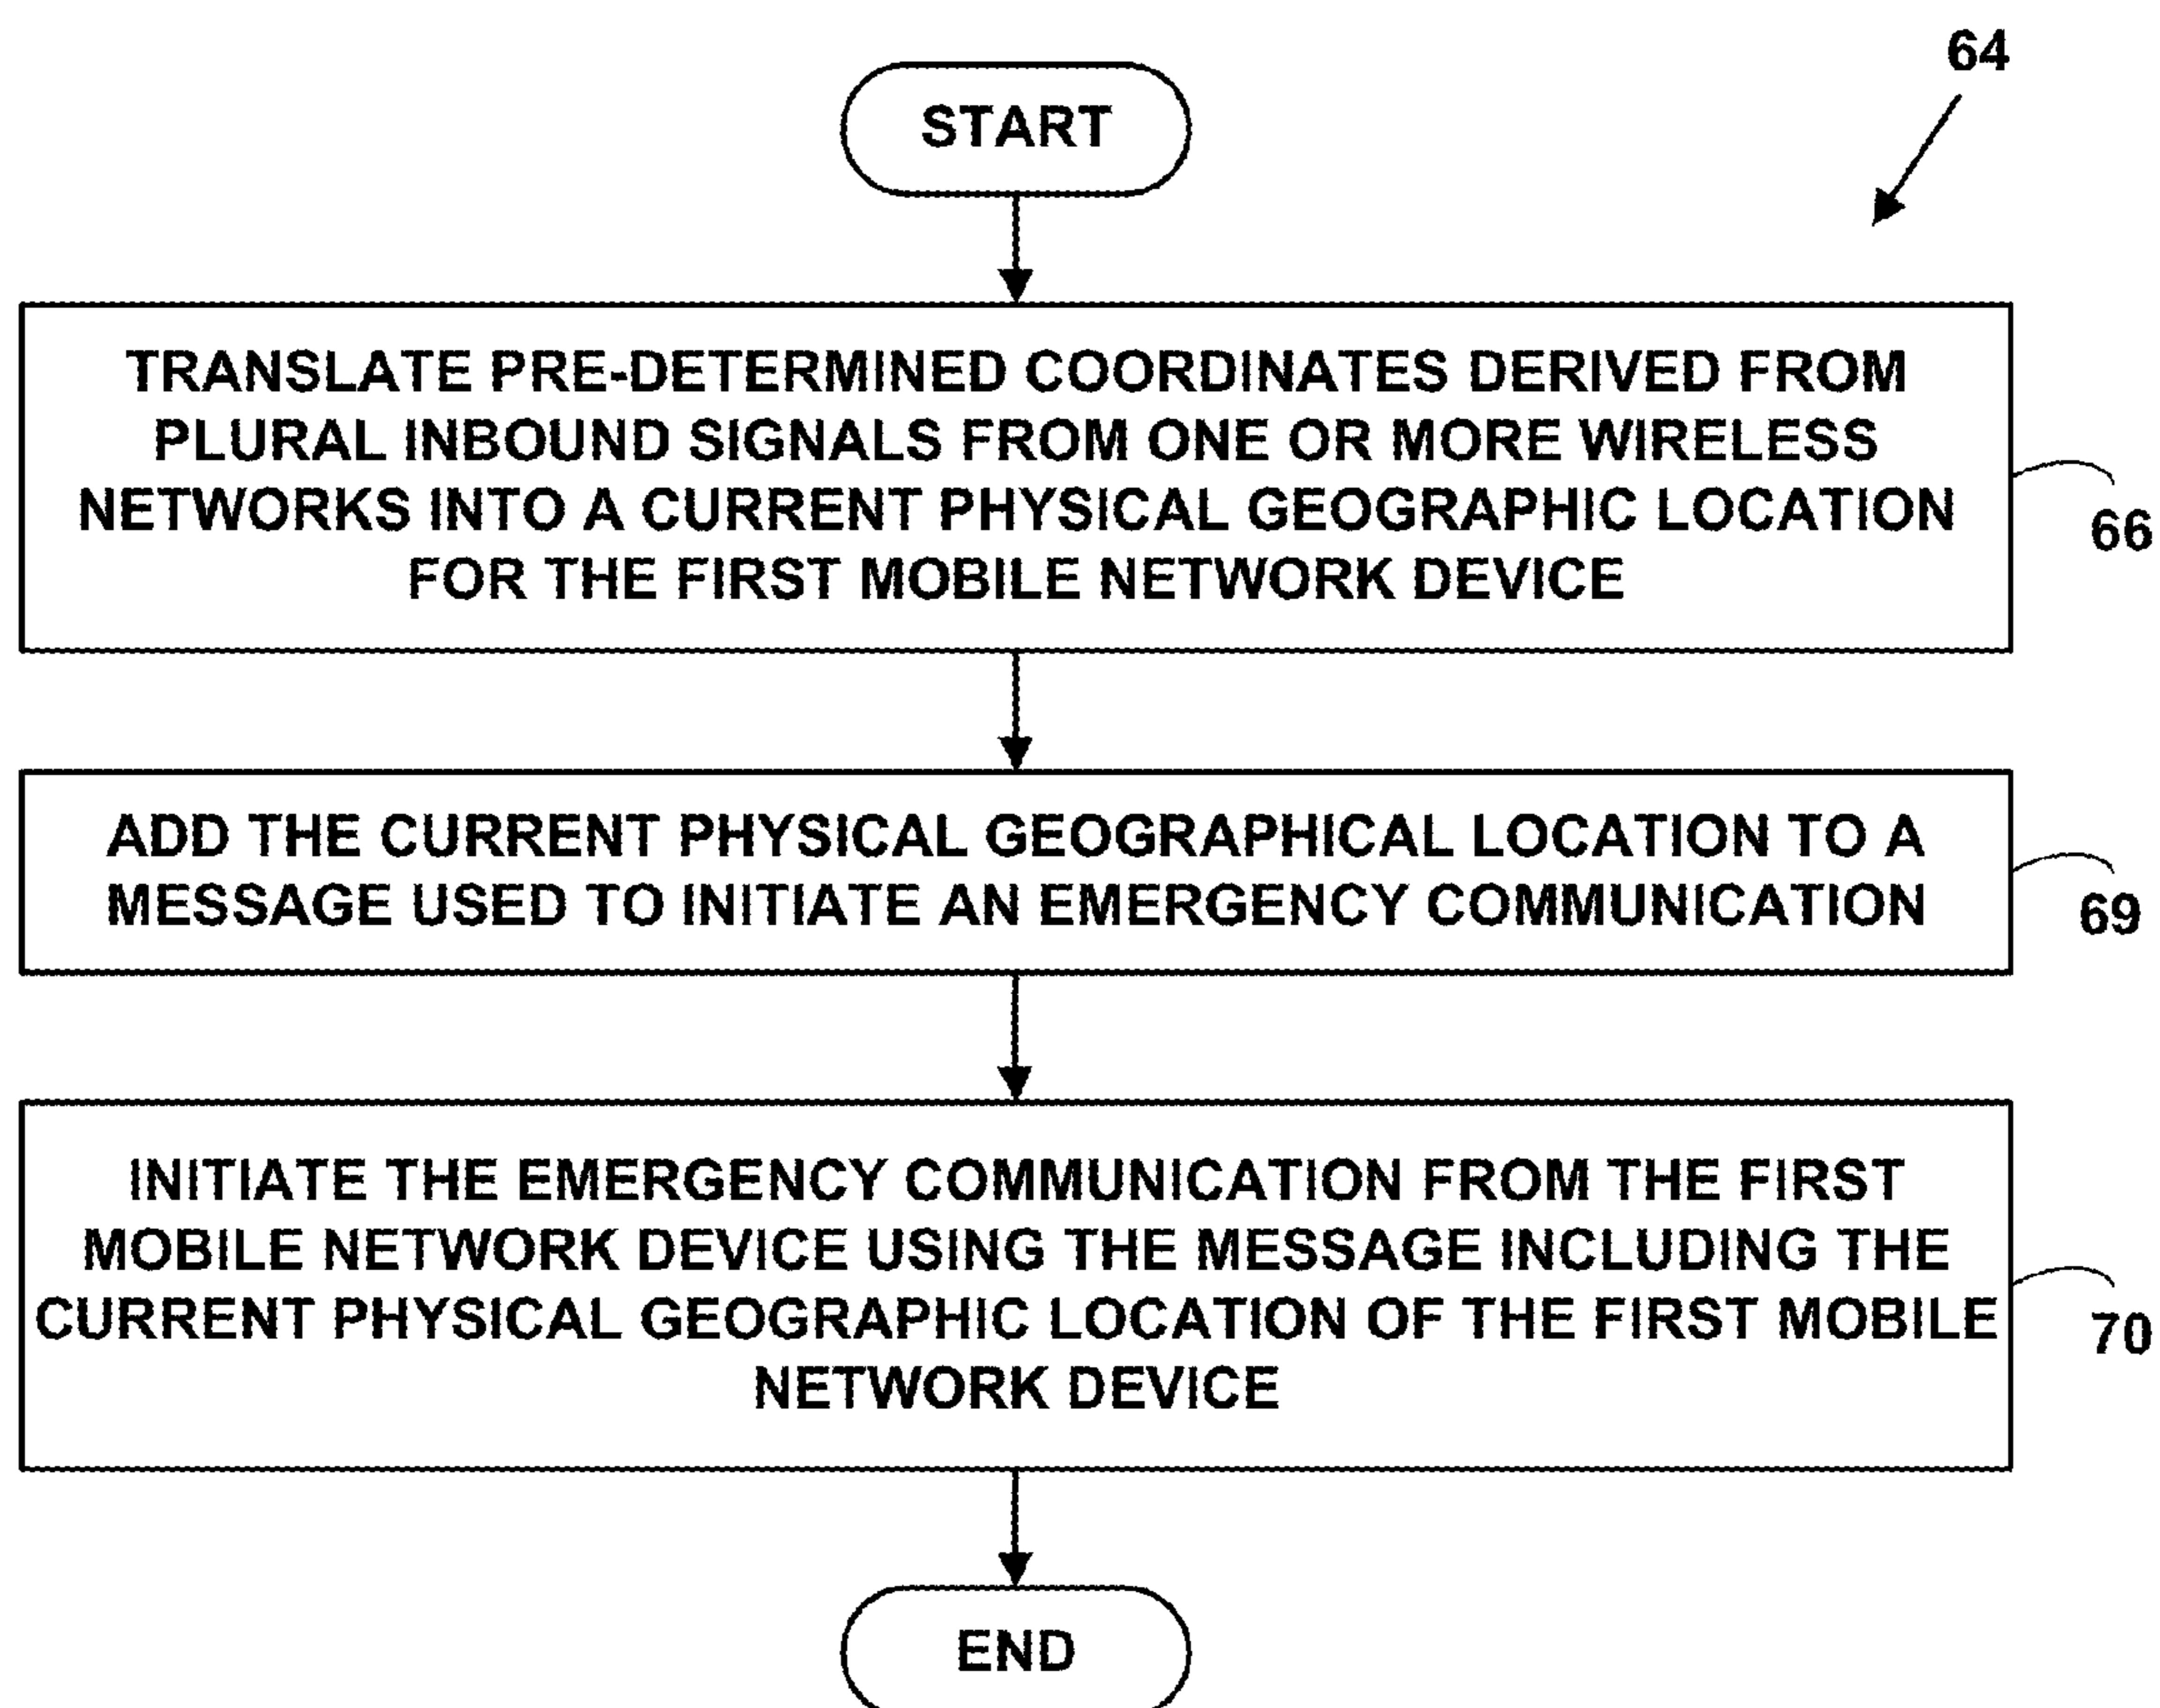 64
START
TRANSLATE PRE-DETERMINED COORDINATES DERIVED FROM
PLURAL INBOUND SIGNALS FROM ONE OR MORE WIRELESS
NETWORKS INTO A CURRENT PHYSICAL GEOGRAPHIC LOCATION
FOR THE FIRST MOBILE NETWORK DEVICE
66
ADD THE CURRENT PHYSICAL GEOGRAPHICAL LOCATION TO A
MESSAGE USED TO INITIATE AN EMERGENCY COMMUNICATION
69
INITIATE THE EMERGENCY COMMUNICATION FROM THE FIRST
MOBILE NETWORK DEVICE USING THE MESSAGE INCLUDING THE
CURRENT PHYSICAL GEOGRAPHIC LOCATION OF THE FIRST MOBILE
NETWORK DEVICE
70
END